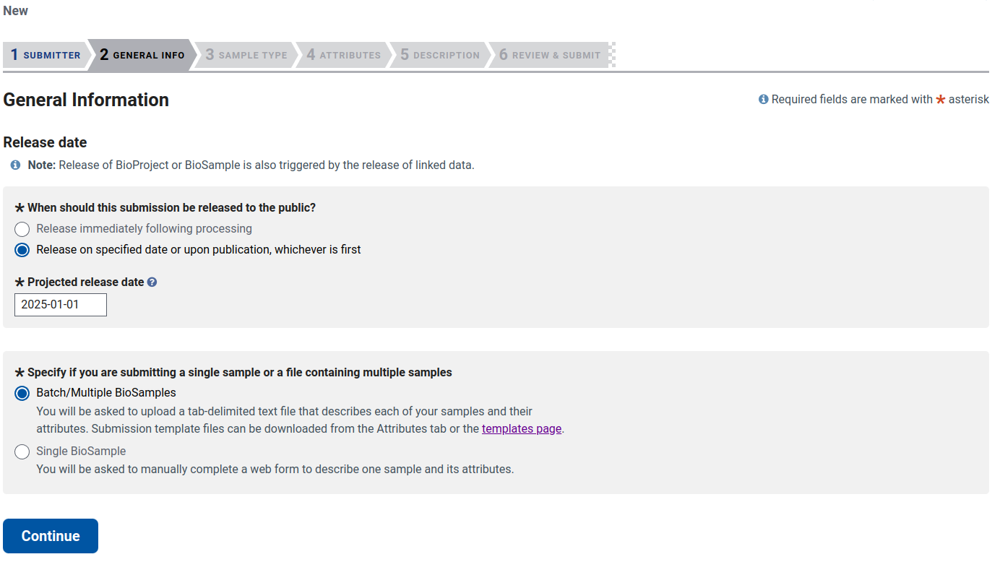 New
1 SUBMITTER 2 GENERAL INFO 3 SAMPLE TYPE 4 ATTRIBUTES 5 DESCRIPTION 6 REVIEW & SUBMIT
General Information
Required fields are marked with * asterisk
Release date
Note: Release of BioProject or BioSample is also triggered by the release of linked data.
* When should this submission be released to the public?
Release immediately following processing
Release on specified date or upon publication, whichever is first
* Projected release date ?
2025-01-01
* Specify if you are submitting a single sample or a file containing multiple samples
Batch/Multiple BioSamples
You will be asked to upload a tab-delimited text file that describes each of your samples and their
attributes. Submission template files can be downloaded from the Attributes tab or the templates page.
Single BioSample
You will be asked to manually complete a web form to describe one sample and its attributes.
Continue